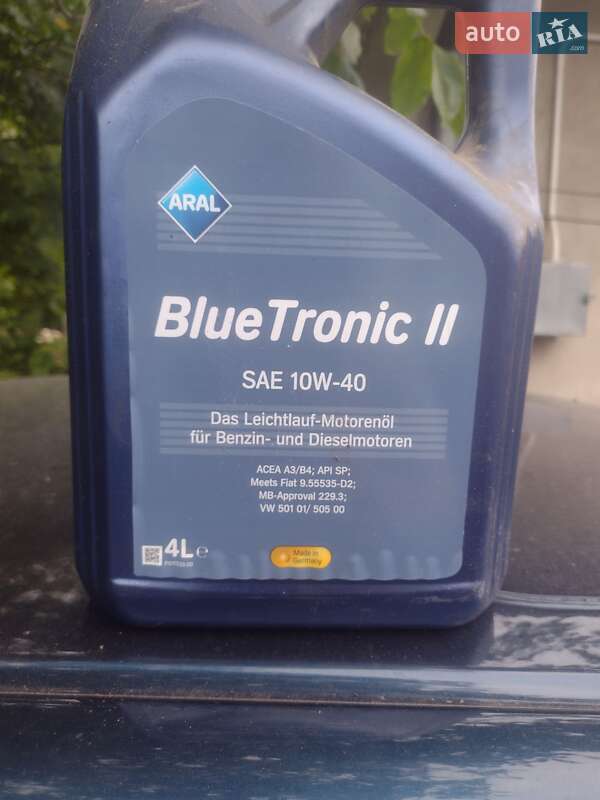 auto RIA.com
ARAL
BlueTronic II
SAE 10W-40
Das Leichtlauf-Motorenöl
für Benzin- und Dieselmotoren
ACEA A3/B4; API SP;
Meets Fiat 9.55535-D2;
MB-Approval 229.3;
VW 501 01/ 505 00
4L℮
Made in
Germany